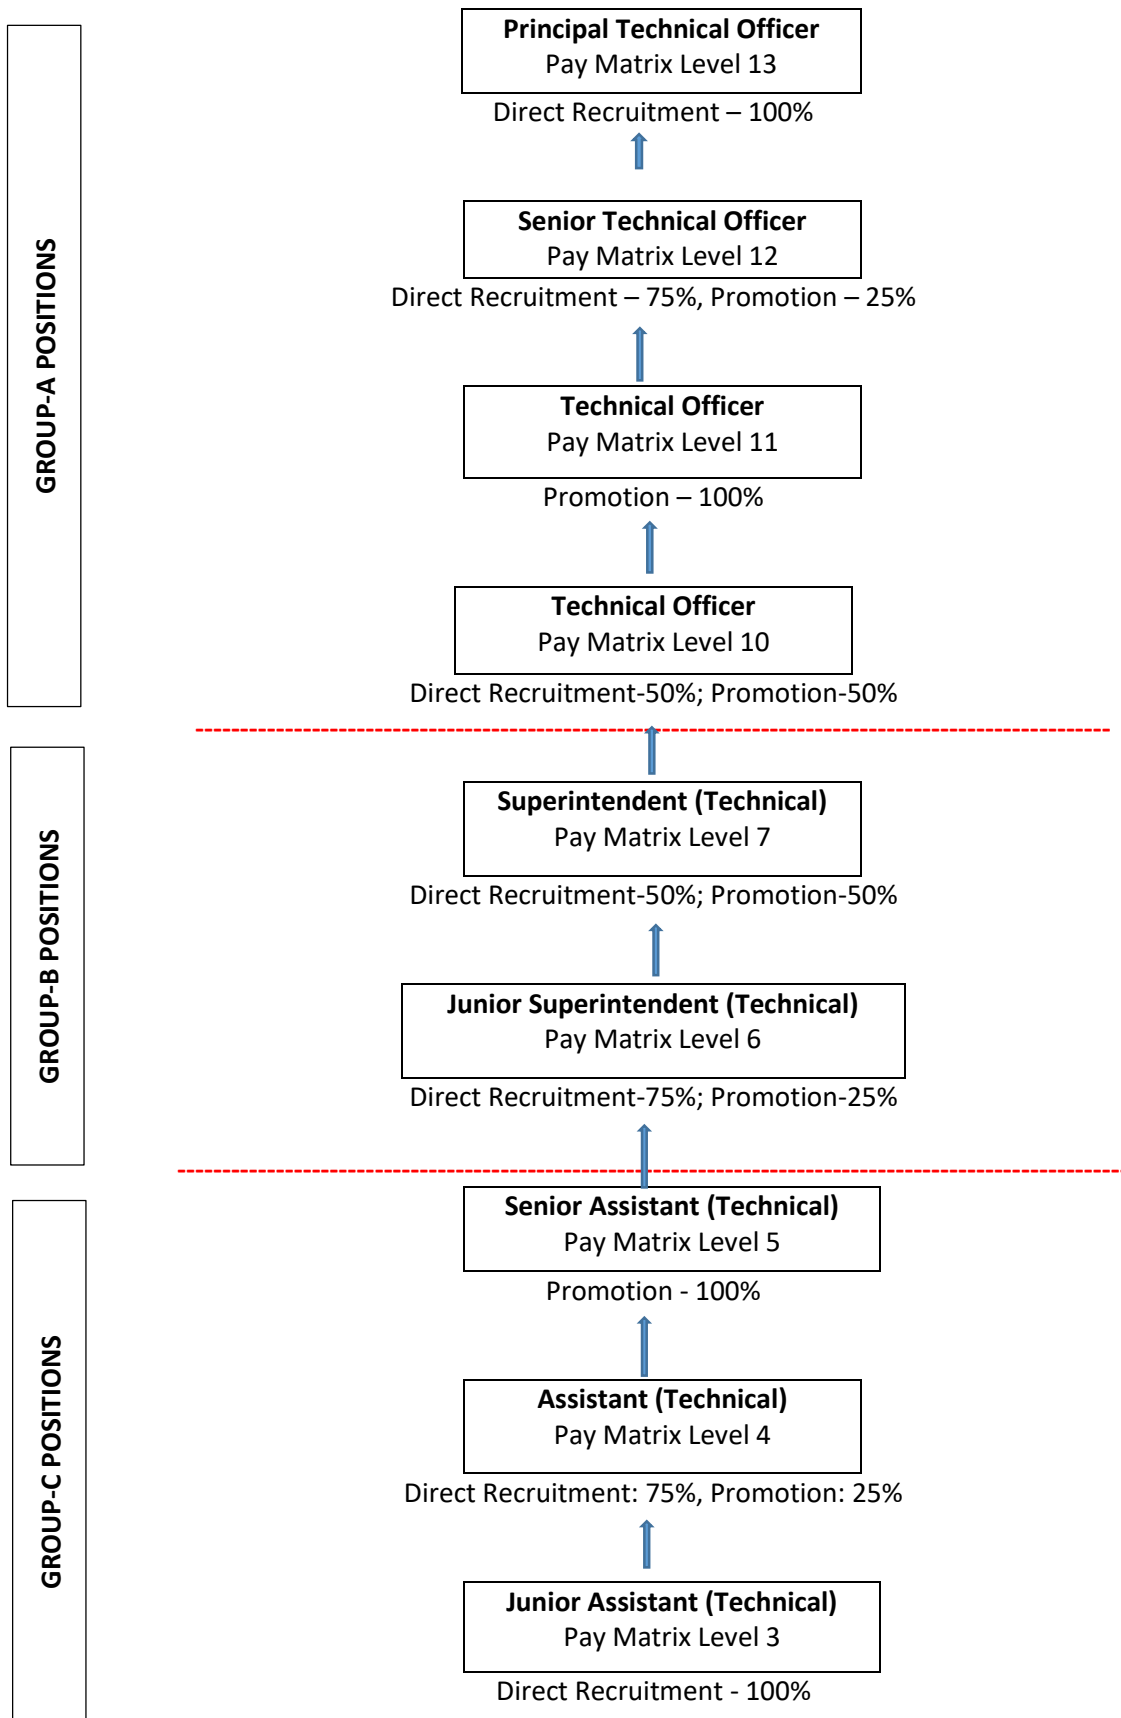 GROUP-A POSITIONS
Principal Technical Officer
Pay Matrix Level 13
Direct Recruitment – 100%
Senior Technical Officer
Pay Matrix Level 12
Direct Recruitment – 75%, Promotion – 25%
Technical Officer
Pay Matrix Level 11
Promotion – 100%
Technical Officer
Pay Matrix Level 10
Direct Recruitment-50%; Promotion-50%
GROUP-B POSITIONS
Superintendent (Technical)
Pay Matrix Level 7
Direct Recruitment-50%; Promotion-50%
Junior Superintendent (Technical)
Pay Matrix Level 6
Direct Recruitment-75%; Promotion-25%
GROUP-C POSITIONS
Senior Assistant (Technical)
Pay Matrix Level 5
Promotion - 100%
Assistant (Technical)
Pay Matrix Level 4
Direct Recruitment: 75%, Promotion: 25%
Junior Assistant (Technical)
Pay Matrix Level 3
Direct Recruitment - 100%